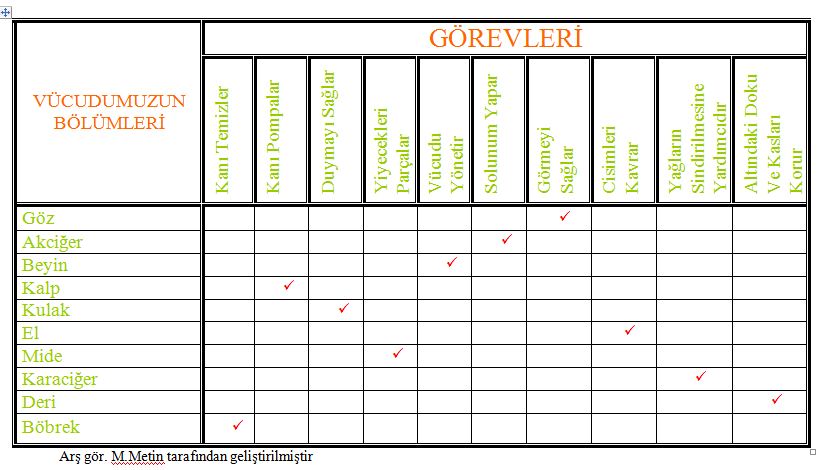 GÖREVLERİ
VÜCUDUMUZUN
BÖLÜMLERİ
Kanı Temizler
Kanı Pompalar
Duymayı Sağlar
Yiyecekleri
Parçalar
Vücudu
Yönetir
Solunum Yapar
Görmeyi
Sağlar
Cisimleri
Kavrar
Yağların
Sindirilmesine
Yardımcıdır
Altındaki Doku
Ve Kasları
Korur
Göz
Akciğer
Beyin
Kalp
Kulak
El
Mide
Karaciğer
Deri
Böbrek
Arş gör. M.Metin tarafından geliştirilmiştir